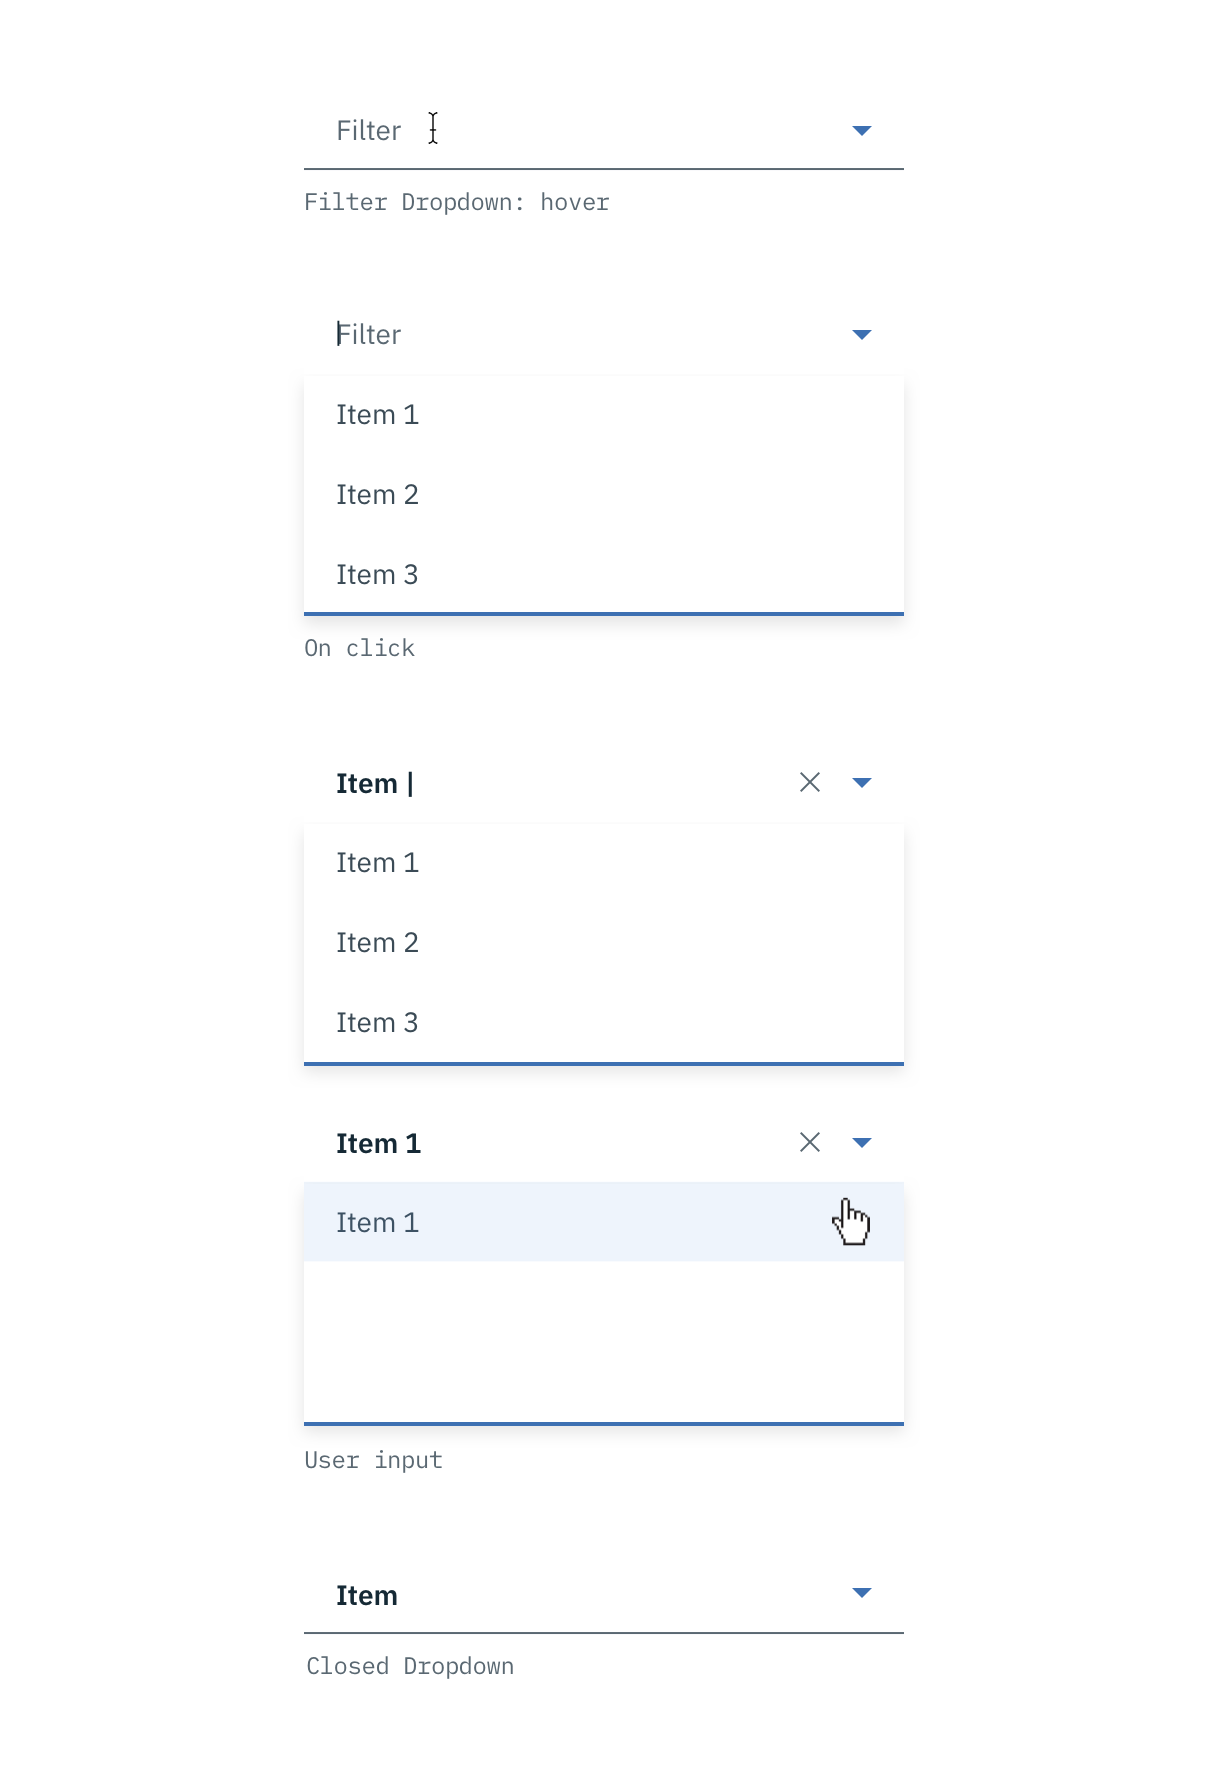 Filter
Filter Dropdown: hover
Filter
Item 1
Item 2
Item 3
On click
Item |
Item 1
Item 2
Item 3
Item 1
Item 1
User input
Item
Closed Dropdown